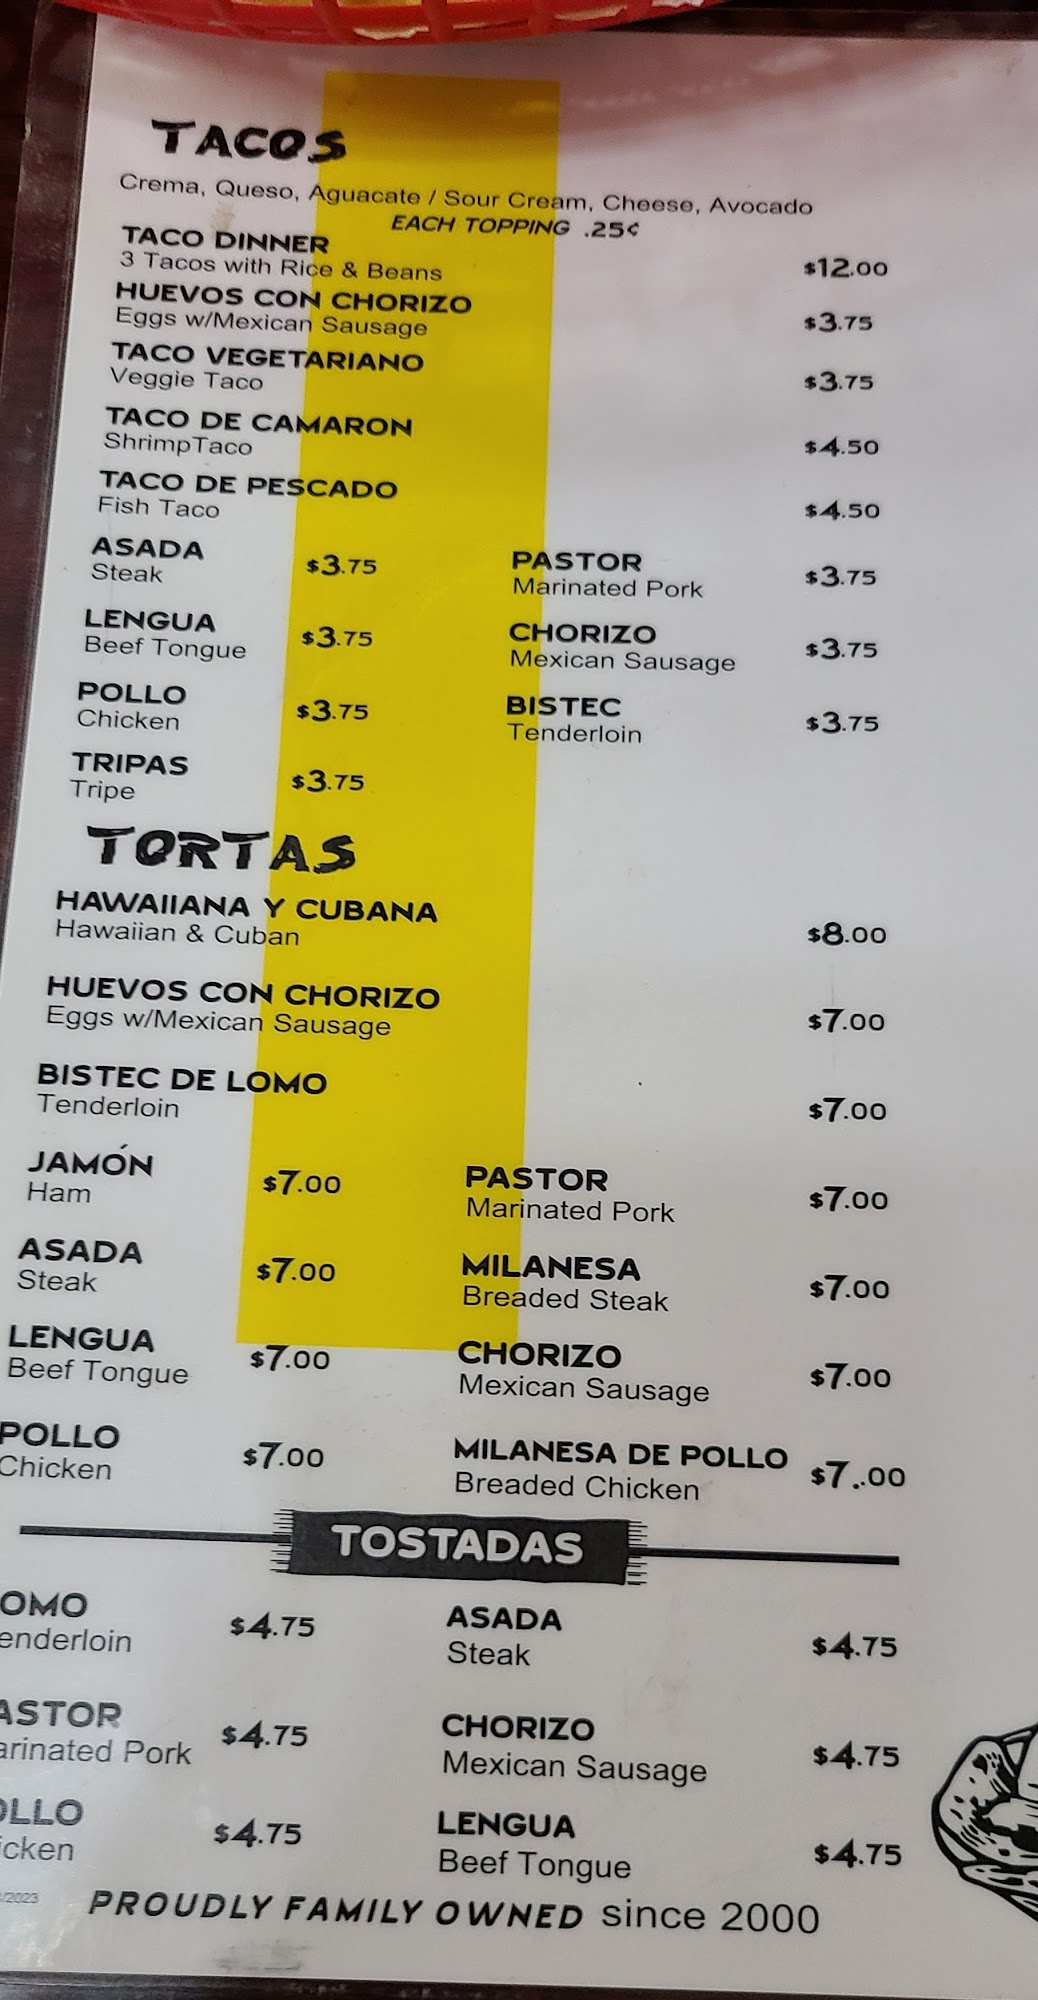 TACOS
Crema, Queso, Aguacate / Sour Cream, Cheese, Avocado
EACH TOPPING .25¢
TACO DINNER
3 Tacos with Rice & Beans $12.00
HUEVOS CON CHORIZO
Eggs w/Mexican Sausage $3.75
TACO VEGETARIANO
Veggie Taco $3.75
TACO DE CAMARON
ShrimpTaco $4.50
TACO DE PESCADO
Fish Taco $4.50
ASADA $3.75 PASTOR $3.75
Steak Marinated Pork
LENGUA $3.75 CHORIZO $3.75
Beef Tongue Mexican Sausage
POLLO $3.75 BISTEC $3.75
Chicken Tenderloin
TRIPAS $3.75
Tripe
TORTAS
HAWAIIANA Y CUBANA
Hawaiian & Cuban $8.00
HUEVOS CON CHORIZO
Eggs w/Mexican Sausage $7.00
BISTEC DE LOMO
Tenderloin $7.00
JAMÓN $7.00 PASTOR $7.00
Ham Marinated Pork
ASADA $7.00 MILANESA $7.00
Steak Breaded Steak
LENGUA $7.00 CHORIZO $7.00
Beef Tongue Mexican Sausage
POLLO $7.00 MILANESA DE POLLO $7..00
Chicken Breaded Chicken
TOSTADAS
OMO $4.75 ASADA $4.75
enderloin Steak
ASTOR $4.75 CHORIZO $4.75
arinated Pork Mexican Sausage
OLLO $4.75 LENGUA $4.75
icken Beef Tongue
/2023 PROUDLY FAMILY OWNED since 2000